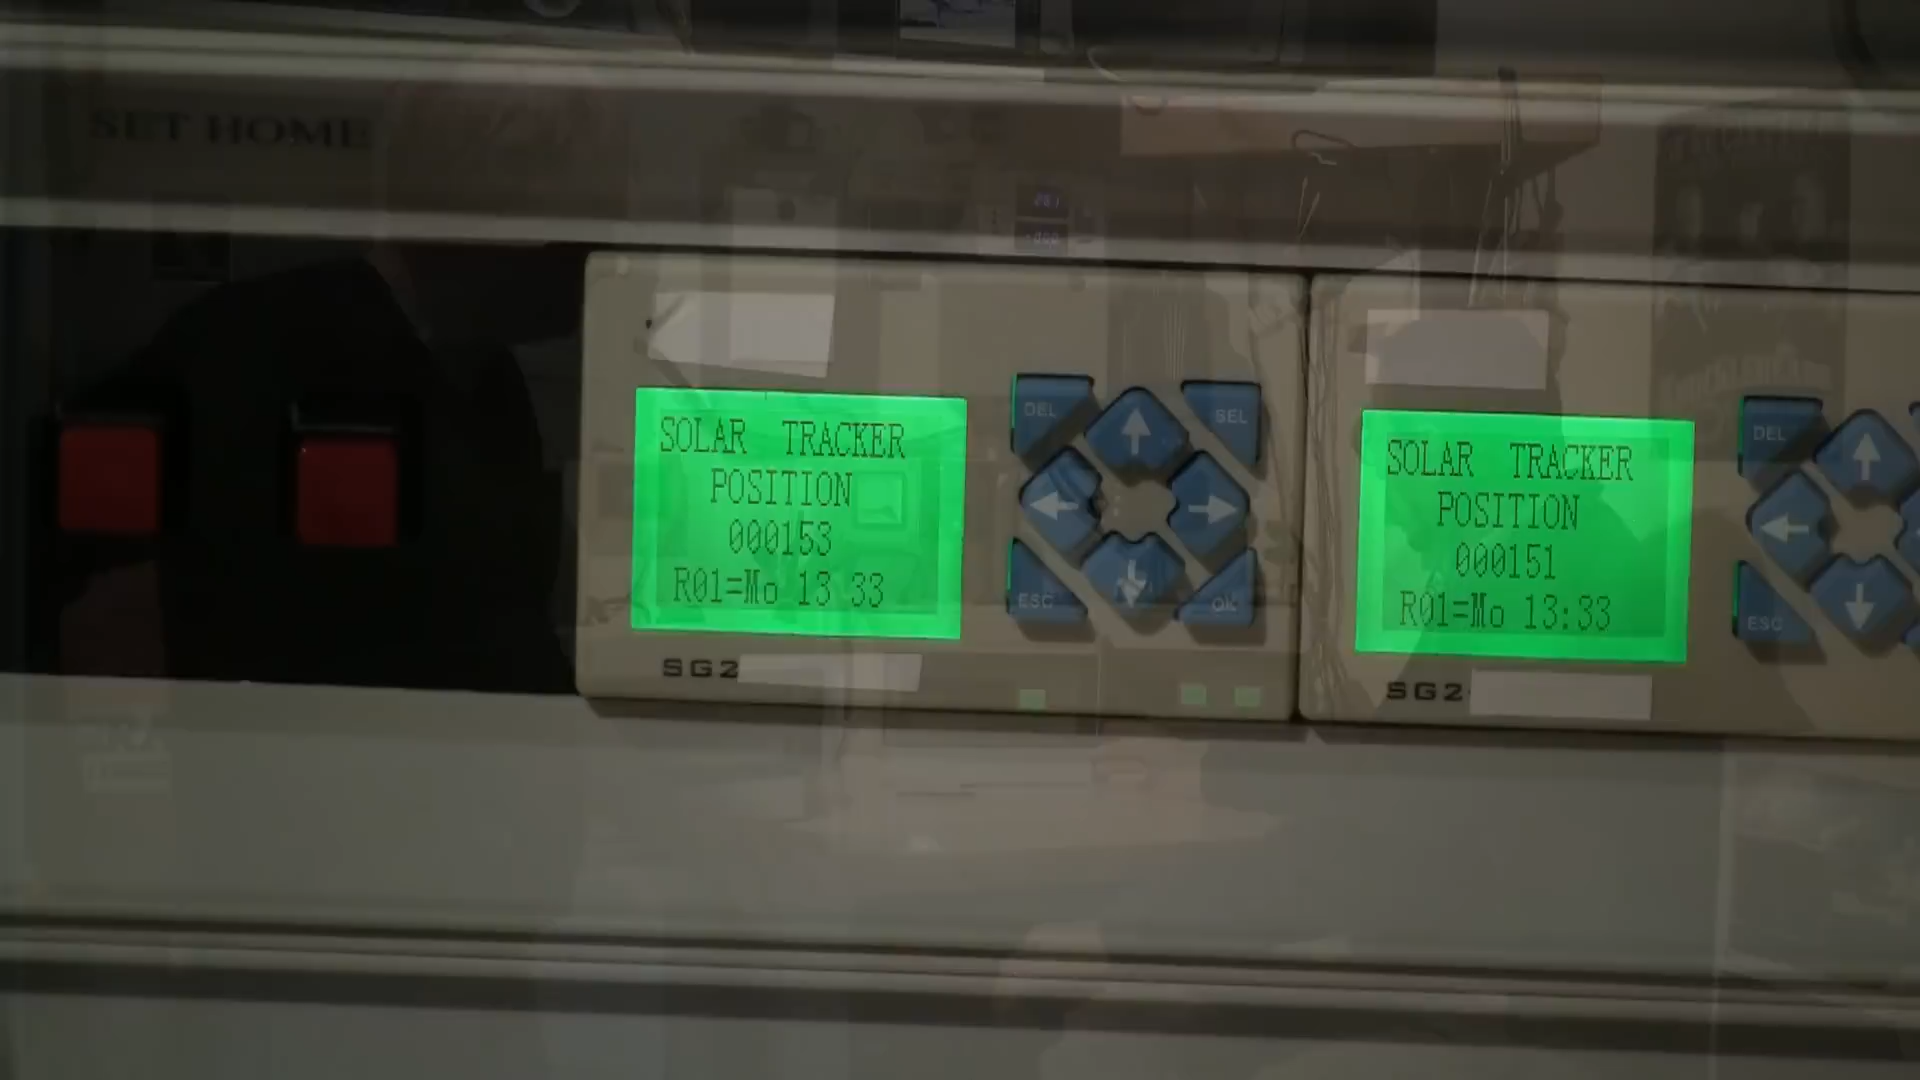 SET HOME
SOLAR TRACKER
POSITION
000153
R01=Mo 13 33
DEL
SEL
ESC
OK
SG2
SOLAR TRACKER
POSITION
000151
R01=Mo 13:33
DEL
ESC
SG2